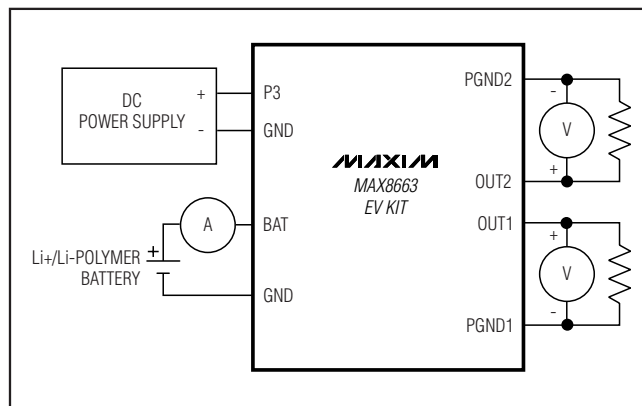 DC
POWER SUPPLY
+
-
P3
GND
Li+/Li-POLYMER
BATTERY
+
A
BAT
GND
MAXIM
MAX8663
EV KIT
PGND2
OUT2
OUT1
PGND1
-
V
+
+
V
-